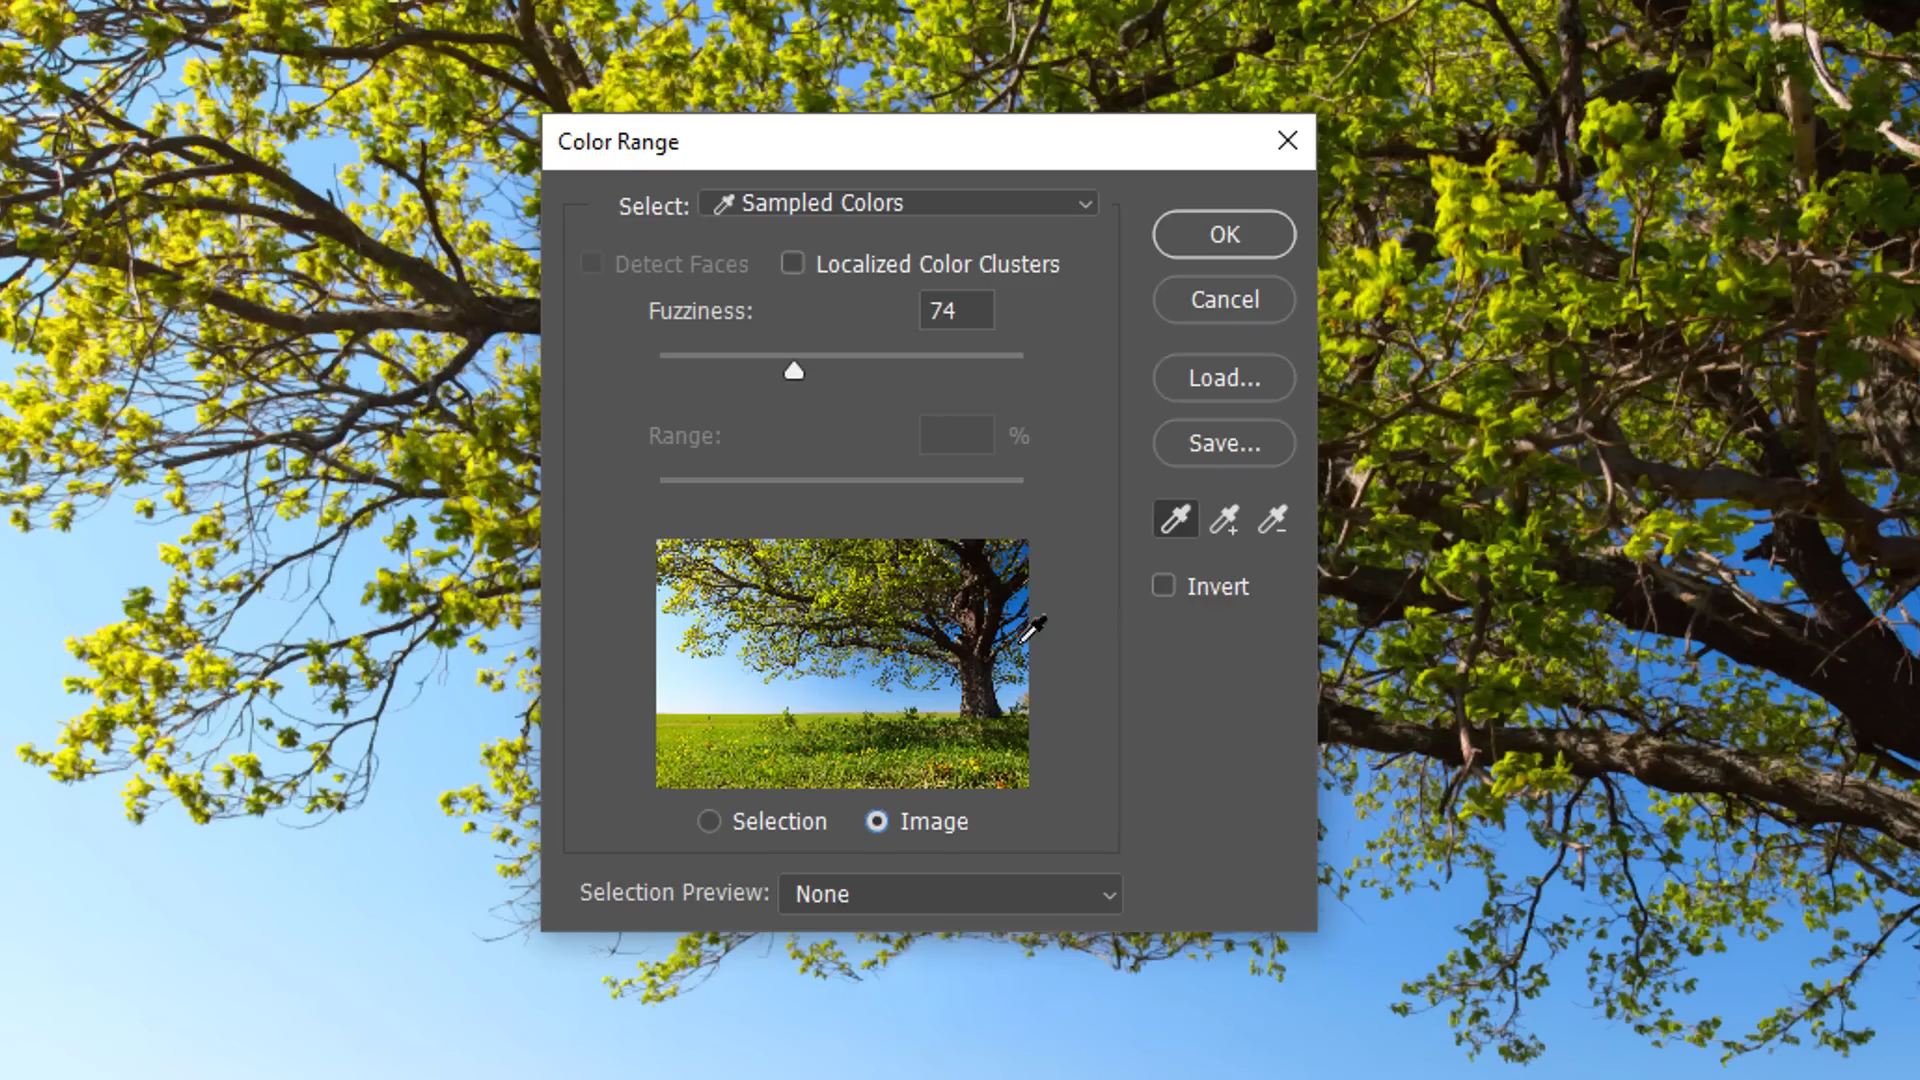 Color Range
Select: Sampled Colors
Detect Faces Localized Color Clusters
Fuzziness: 74
Range: %
Selection Image
Selection Preview: None
OK
Cancel
Load...
Save...
Invert